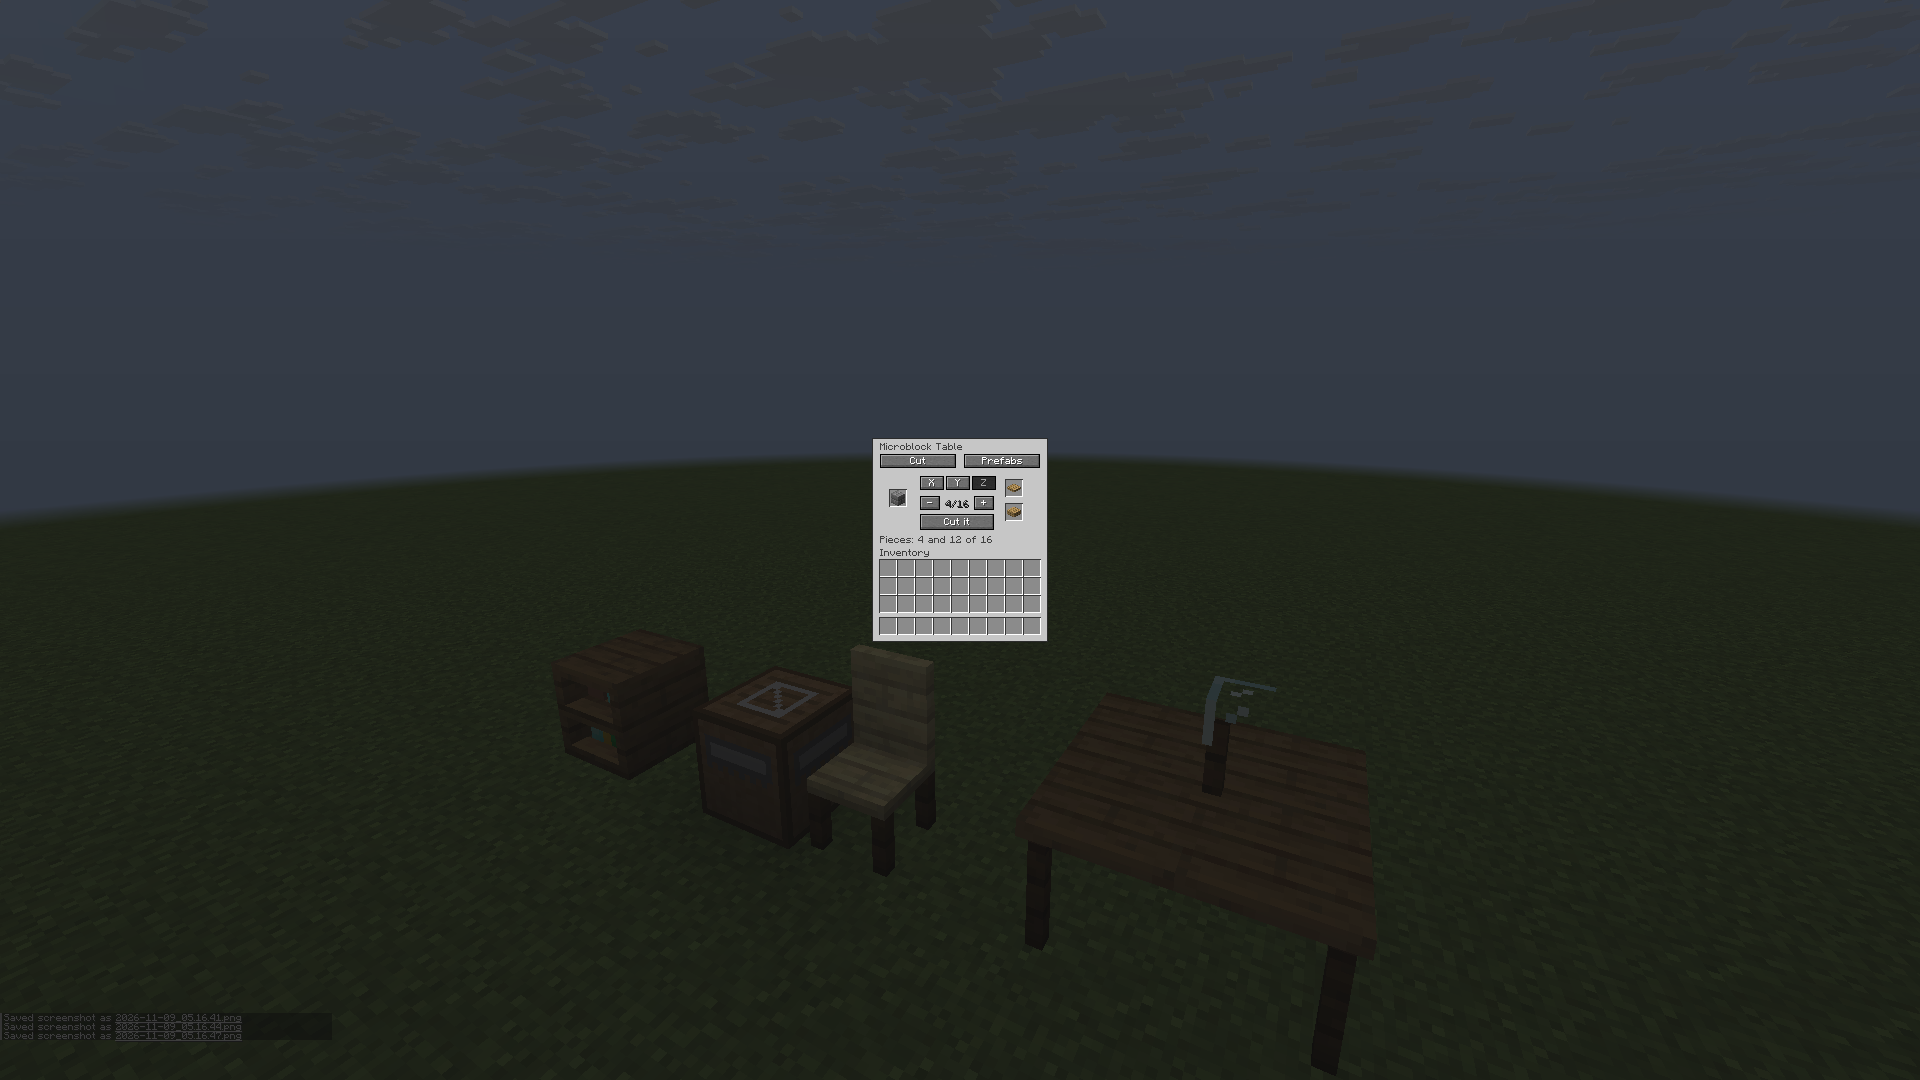 Microblock Table
Cut Prefabs
X Y Z
- 4/16 +
Cut it
Pieces: 4 and 12 of 16
Inventory
Saved screenshot as 2026-11-09_05.16.41.png
Saved screenshot as 2026-11-09_05.16.44.png
Saved screenshot as 2026-11-09_05.16.47.png